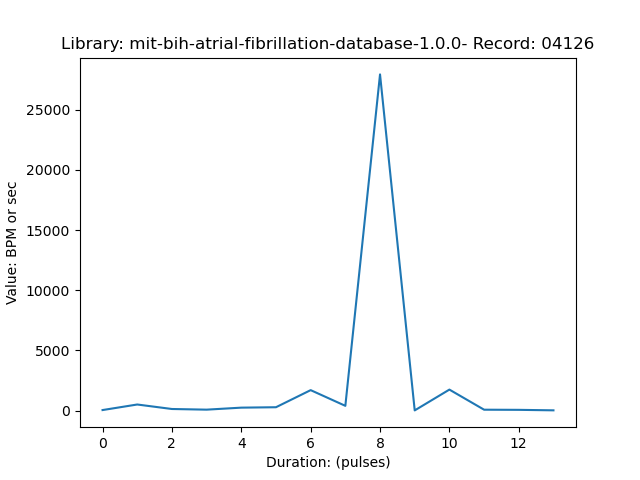 Library: mit-bih-atrial-fibrillation-database-1.0.0- Record: 04126
25000
20000
15000
10000
5000
0
Value: BPM or sec
0 2 4 6 8 10 12
Duration: (pulses)